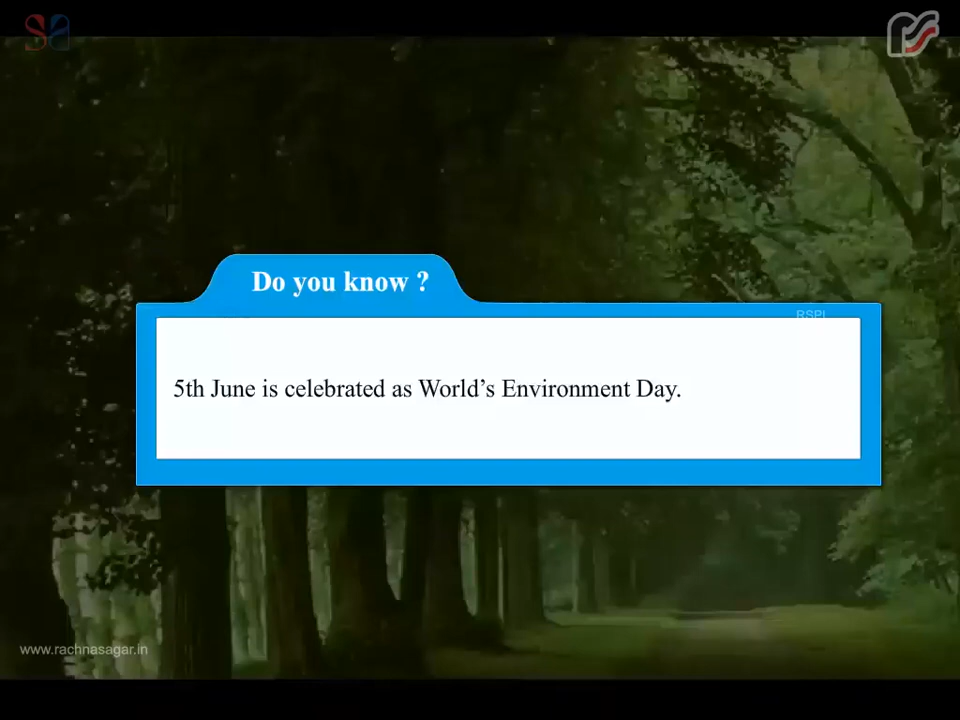 Do you know ?
RSPL
5th June is celebrated as World’s Environment Day.
www.rachnasagar.in